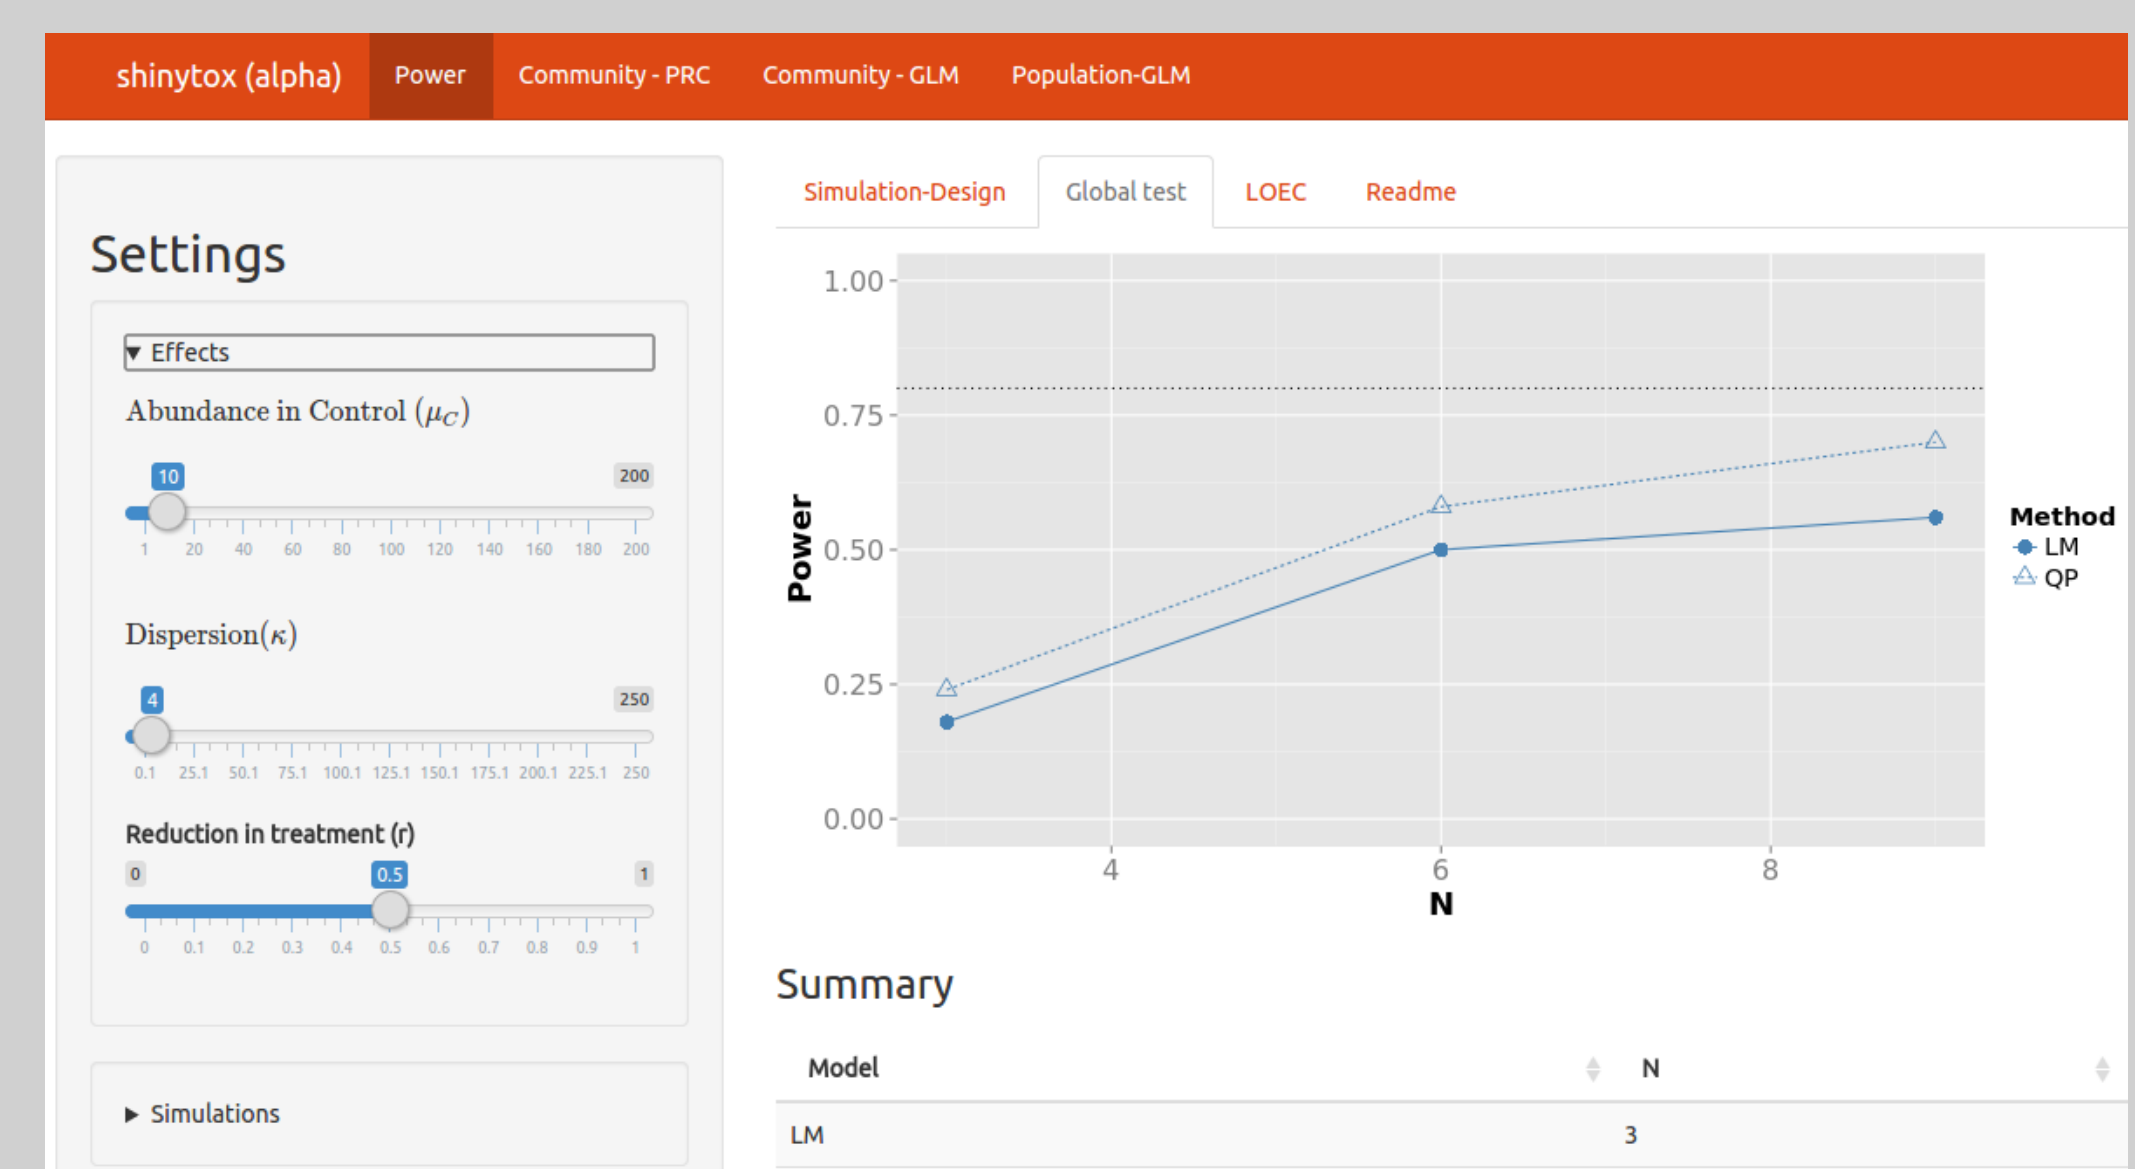 shinytox (alpha) Power Community - PRC Community - GLM Population-GLM
Settings
▼ Effects
Abundance in Control (μC)
10 200
1 20 40 60 80 100 120 140 160 180 200
Dispersion(κ)
4 250
0.1 25.1 50.1 75.1 100.1 125.1 150.1 175.1 200.1 225.1 250
Reduction in treatment (r)
0 0.5 1
0 0.1 0.2 0.3 0.4 0.5 0.6 0.7 0.8 0.9 1
► Simulations
Simulation-Design Global test LOEC Readme
1.00
0.75
0.50
0.25
0.00
Power
4 6 8
N
Method
LM
QP
Summary
Model N
LM 3